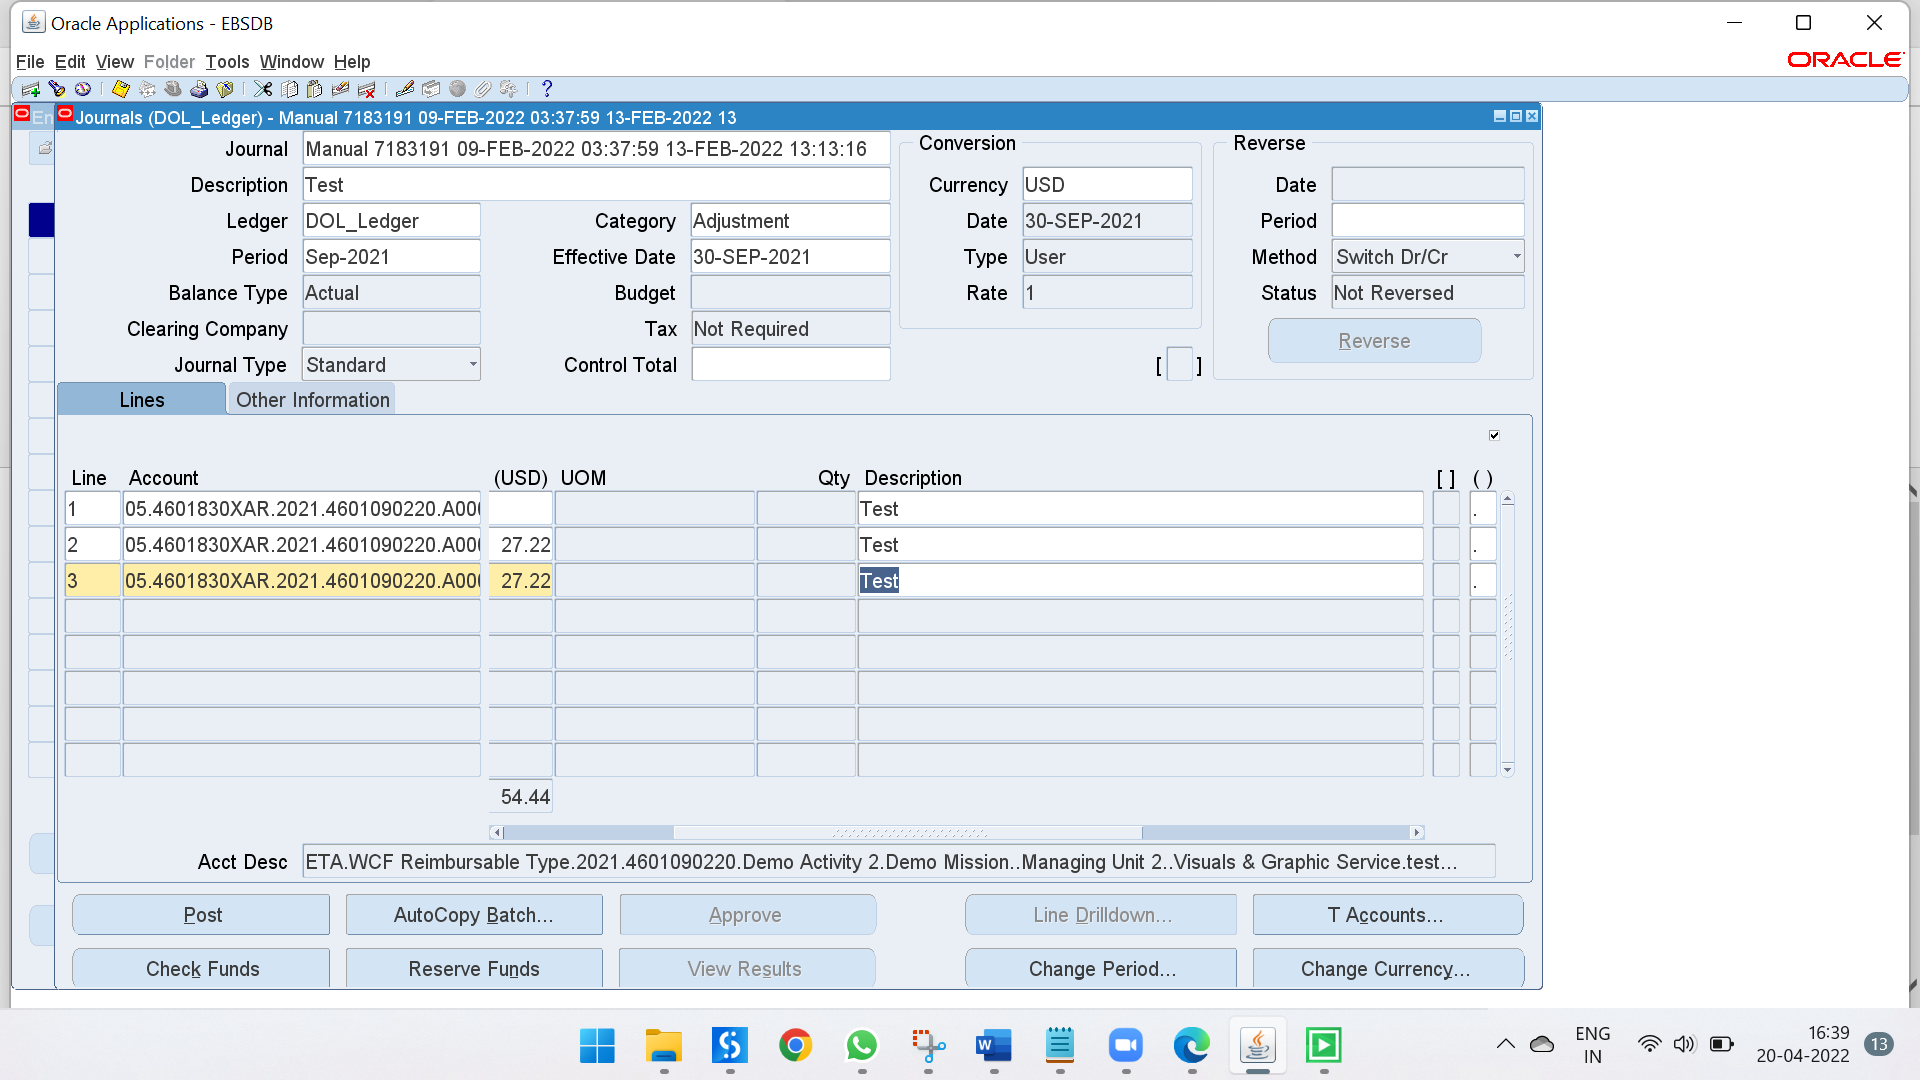 Oracle Applications - EBSDB
File Edit View Folder Tools Window Help
ORACLE
En
Journals (DOL_Ledger) - Manual 7183191 09-FEB-2022 03:37:59 13-FEB-2022 13
Journal Manual 7183191 09-FEB-2022 03:37:59 13-FEB-2022 13:13:16
Description Test
Ledger DOL_Ledger Category Adjustment
Period Sep-2021 Effective Date 30-SEP-2021
Balance Type Actual Budget
Clearing Company Tax Not Required
Journal Type Standard Control Total
Conversion
Currency USD
Date 30-SEP-2021
Type User
Rate 1
[ ]
Reverse
Date
Period
Method Switch Dr/Cr
Status Not Reversed
Reverse
Lines Other Information
Line Account (USD) UOM Qty Description [ ] ( )
1 05.4601830XAR.2021.4601090220.A000 Test .
2 05.4601830XAR.2021.4601090220.A000 27.22 Test .
3 05.4601830XAR.2021.4601090220.A000 27.22 Test .
54.44
Acct Desc ETA.WCF Reimbursable Type.2021.4601090220.Demo Activity 2.Demo Mission..Managing Unit 2..Visuals & Graphic Service.test...
Post AutoCopy Batch... Approve Line Drilldown... T Accounts...
Check Funds Reserve Funds View Results Change Period... Change Currency...
ENG
IN
16:39
20-04-2022
13